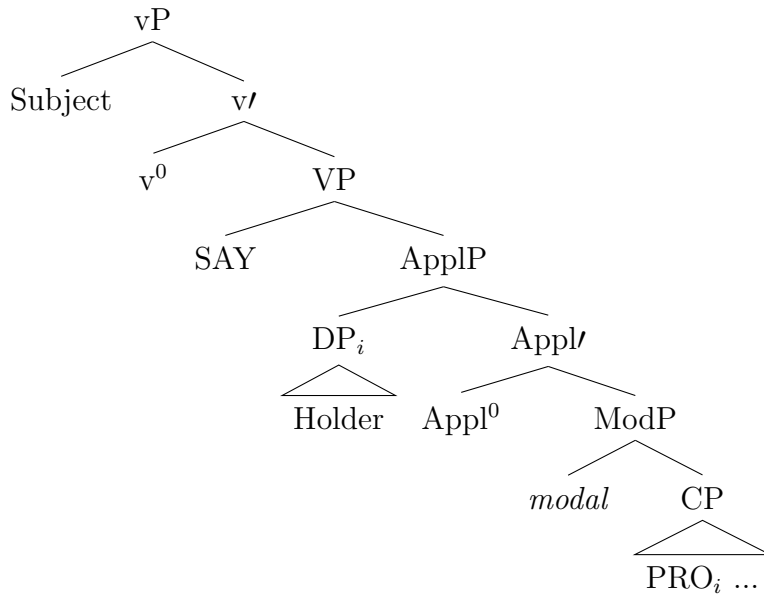 vP
Subject v′
v⁰ VP
SAY ApplP
DPᵢ Appl′
Holder Appl⁰ ModP
modal CP
PROᵢ ...